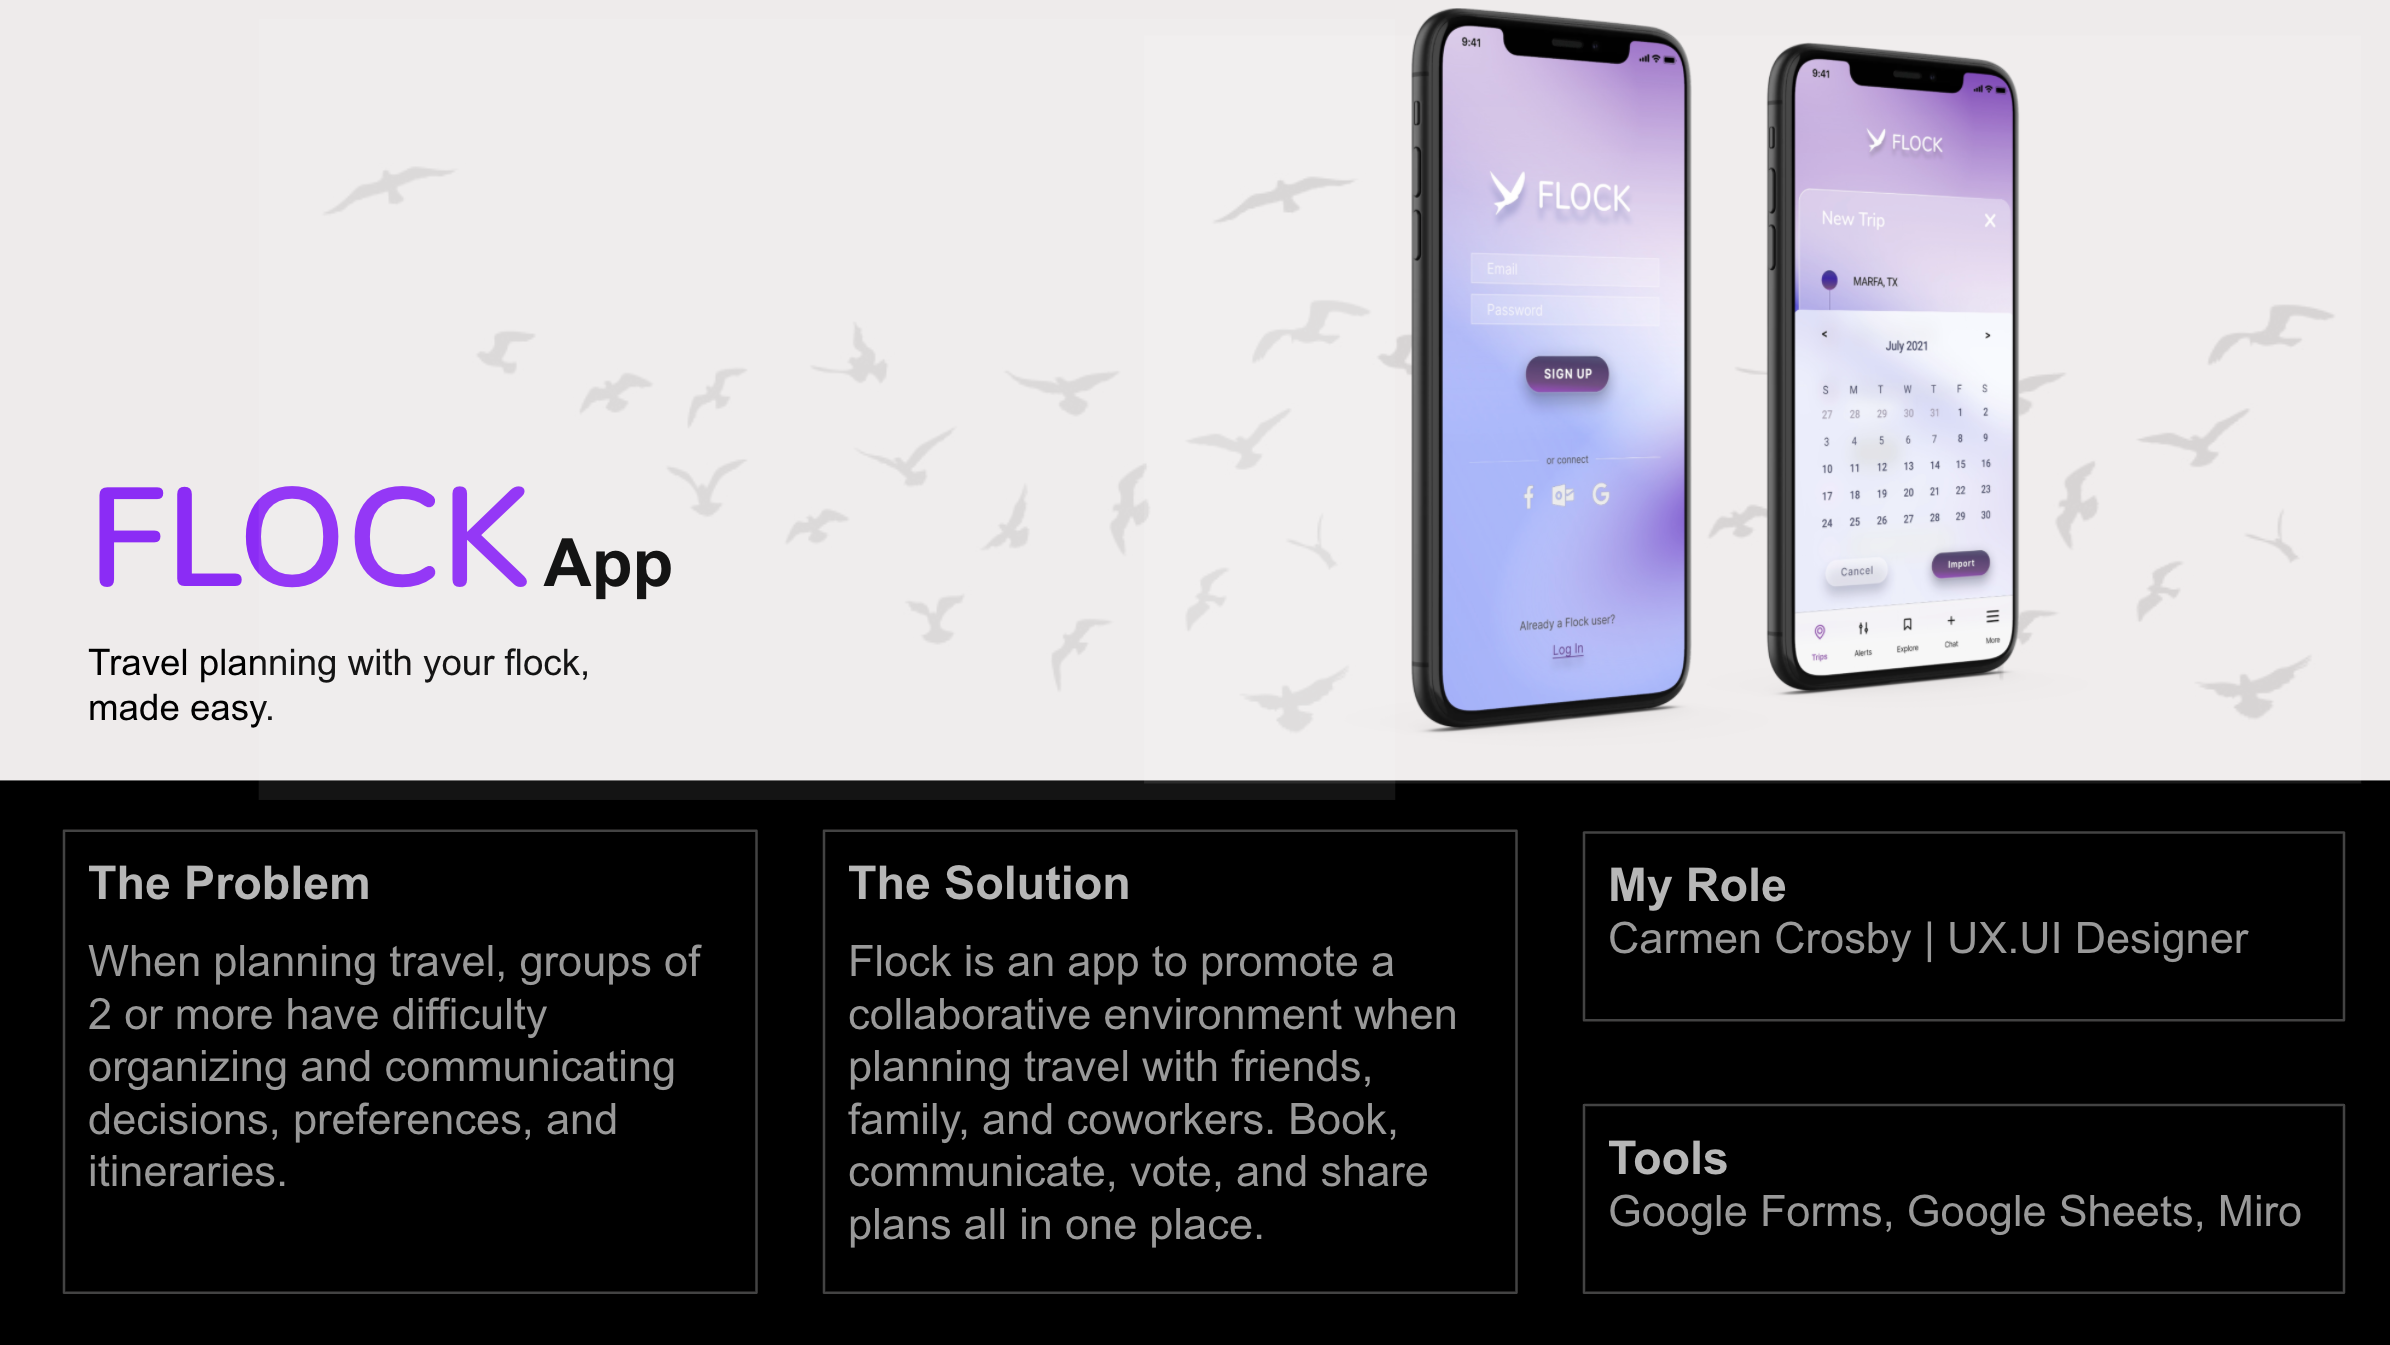 FLOCK App
Travel planning with your flock,
made easy.
9:41
FLOCK
Email
Password
SIGN UP
or connect
Already a Flock user?
Log In
9:41
FLOCK
New Trip X
MARFA, TX
< >
July 2021
S M T W T F S
27 28 29 30 31 1 2
3 4 5 6 7 8 9
10 11 12 13 14 15 16
17 18 19 20 21 22 23
24 25 26 27 28 29 30
Cancel Import
Trips Alerts Explore Chat More
The Problem
When planning travel, groups of
2 or more have difficulty
organizing and communicating
decisions, preferences, and
itineraries.
The Solution
Flock is an app to promote a
collaborative environment when
planning travel with friends,
family, and coworkers. Book,
communicate, vote, and share
plans all in one place.
My Role
Carmen Crosby | UX.UI Designer
Tools
Google Forms, Google Sheets, Miro